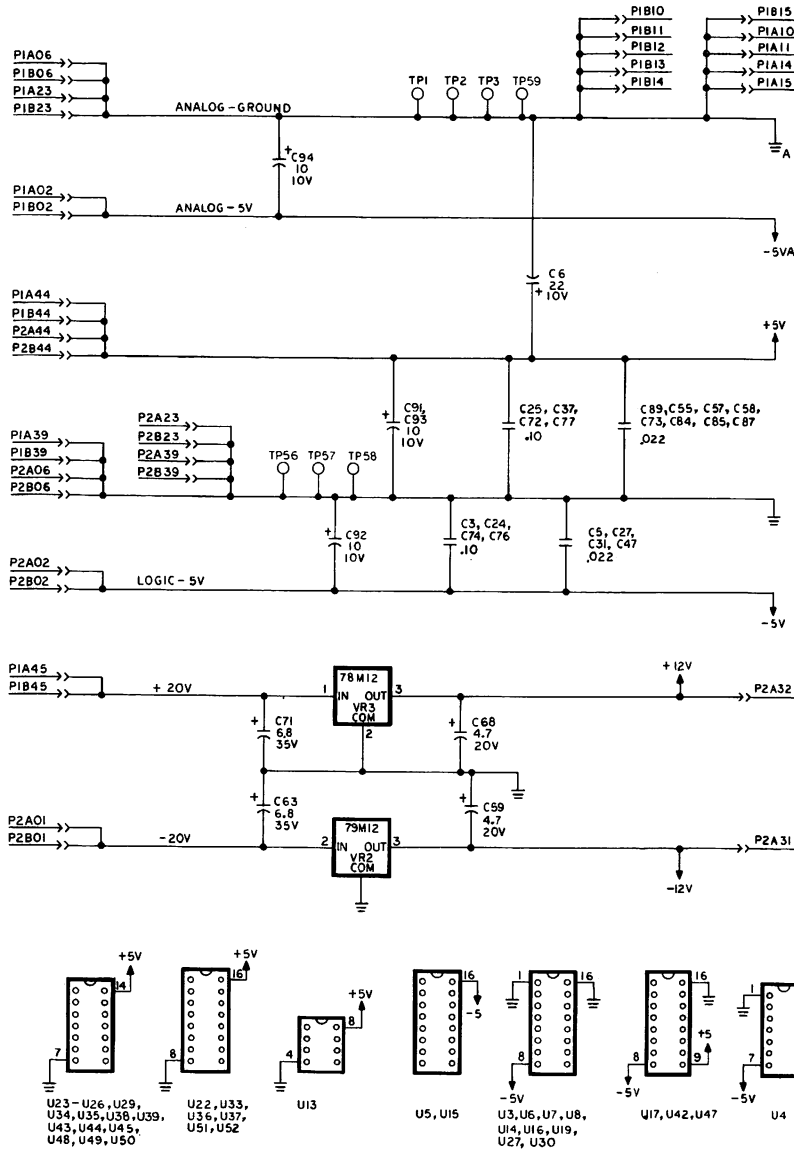 P1B10
P1B11
P1B12
P1B13
P1B14
P1B15
P1A10
P1A11
P1A14
P1A15
P1A06
P1B06
P1A23
P1B23
ANALOG-GROUND
TP1
TP2
TP3
TP59
A
+
C94
10
10V
P1A02
P1B02
ANALOG-5V
-5VA
C6
22
+ 10V
P1A44
P1B44
P2A44
P2B44
+5V
+
C91,
C93
10
10V
C25, C37,
C72, C77
.10
C89, C55, C57, C58,
C73, C84, C85, C87
.022
P1A39
P1B39
P2A06
P2B06
P2A23
P2B23
P2A39
P2B39
TP56
TP57
TP58
+
C92
10
10V
C3, C24,
C74, C76
.10
C5, C27,
C31, C47
.022
P2A02
P2B02
LOGIC-5V
-5V
P1A45
P1B45
+ 20V
1
78M12
IN OUT
VR3
COM
3
2
+12V
P2A32
+
C71
6.8
35V
+
C68
4.7
20V
+
C63
6.8
35V
+
C59
4.7
20V
P2A01
P2B01
-20V
2
79M12
IN OUT
VR2
COM
3
-12V
P2A31
+5V
14
7
U23-U26, U29,
U34, U35, U38, U39,
U43, U44, U45,
U48, U49, U50
+5V
16
8
U22, U33,
U36, U37,
U51, U52
+5V
8
4
U13
16
-5
U5, U15
1
16
8
-5V
U3, U6, U7, U8,
U14, U16, U19,
U27, U30
16
+5
8
9
-5V
U17, U42, U47
1
7
-5V
U4